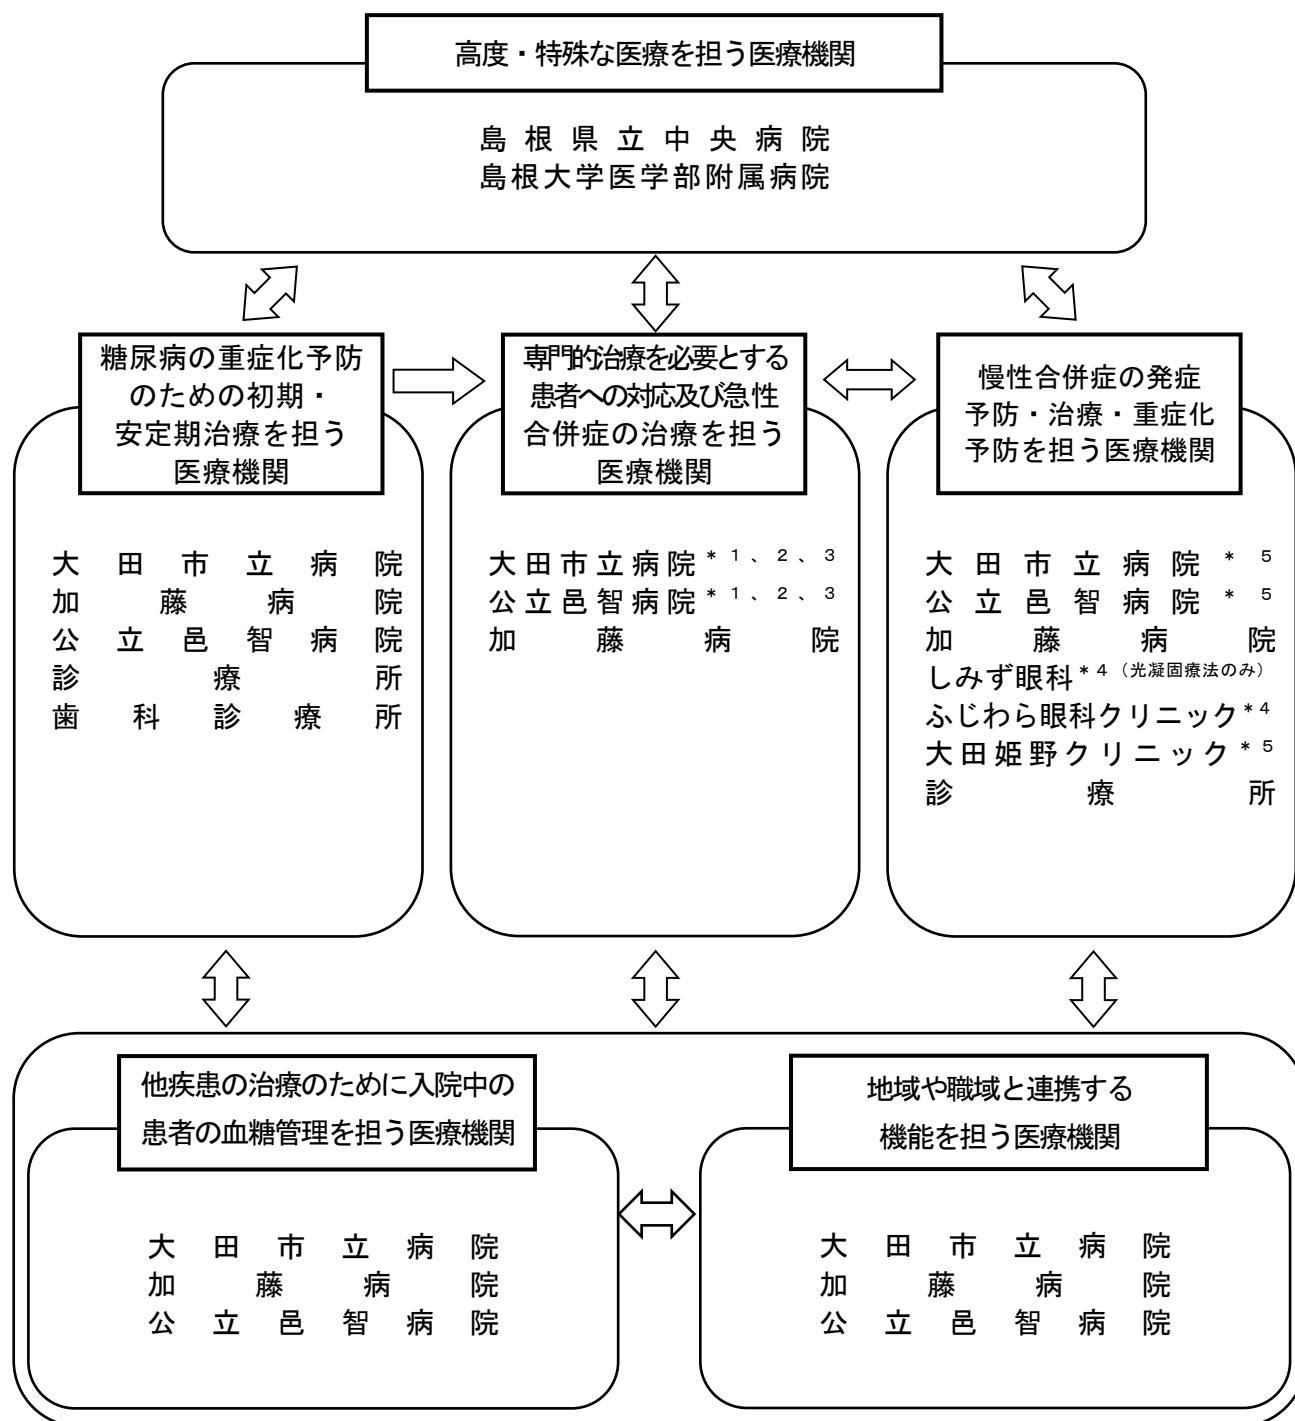 高度・特殊な医療を担う医療機関
島根県立中央病院
島根大学医学部附属病院
糖尿病の重症化予防
のための初期・
安定期治療を担う
医療機関
大田市立病院
加藤病院
公立邑智病院
診療所
歯科診療所
専門的治療を必要とする
患者への対応及び急性
合併症の治療を担う
医療機関
大田市立病院*1、2、3
公立邑智病院*1、2、3
加藤病院
慢性合併症の発症
予防・治療・重症化
予防を担う医療機関
大田市立病院*5
公立邑智病院*5
加藤病院
しみず眼科*4（光凝固療法のみ）
ふじわら眼科クリニック*4
大田姫野クリニック*5
診療所
他疾患の治療のために入院中の
患者の血糖管理を担う医療機関
大田市立病院
加藤病院
公立邑智病院
地域や職域と連携する
機能を担う医療機関
大田市立病院
加藤病院
公立邑智病院